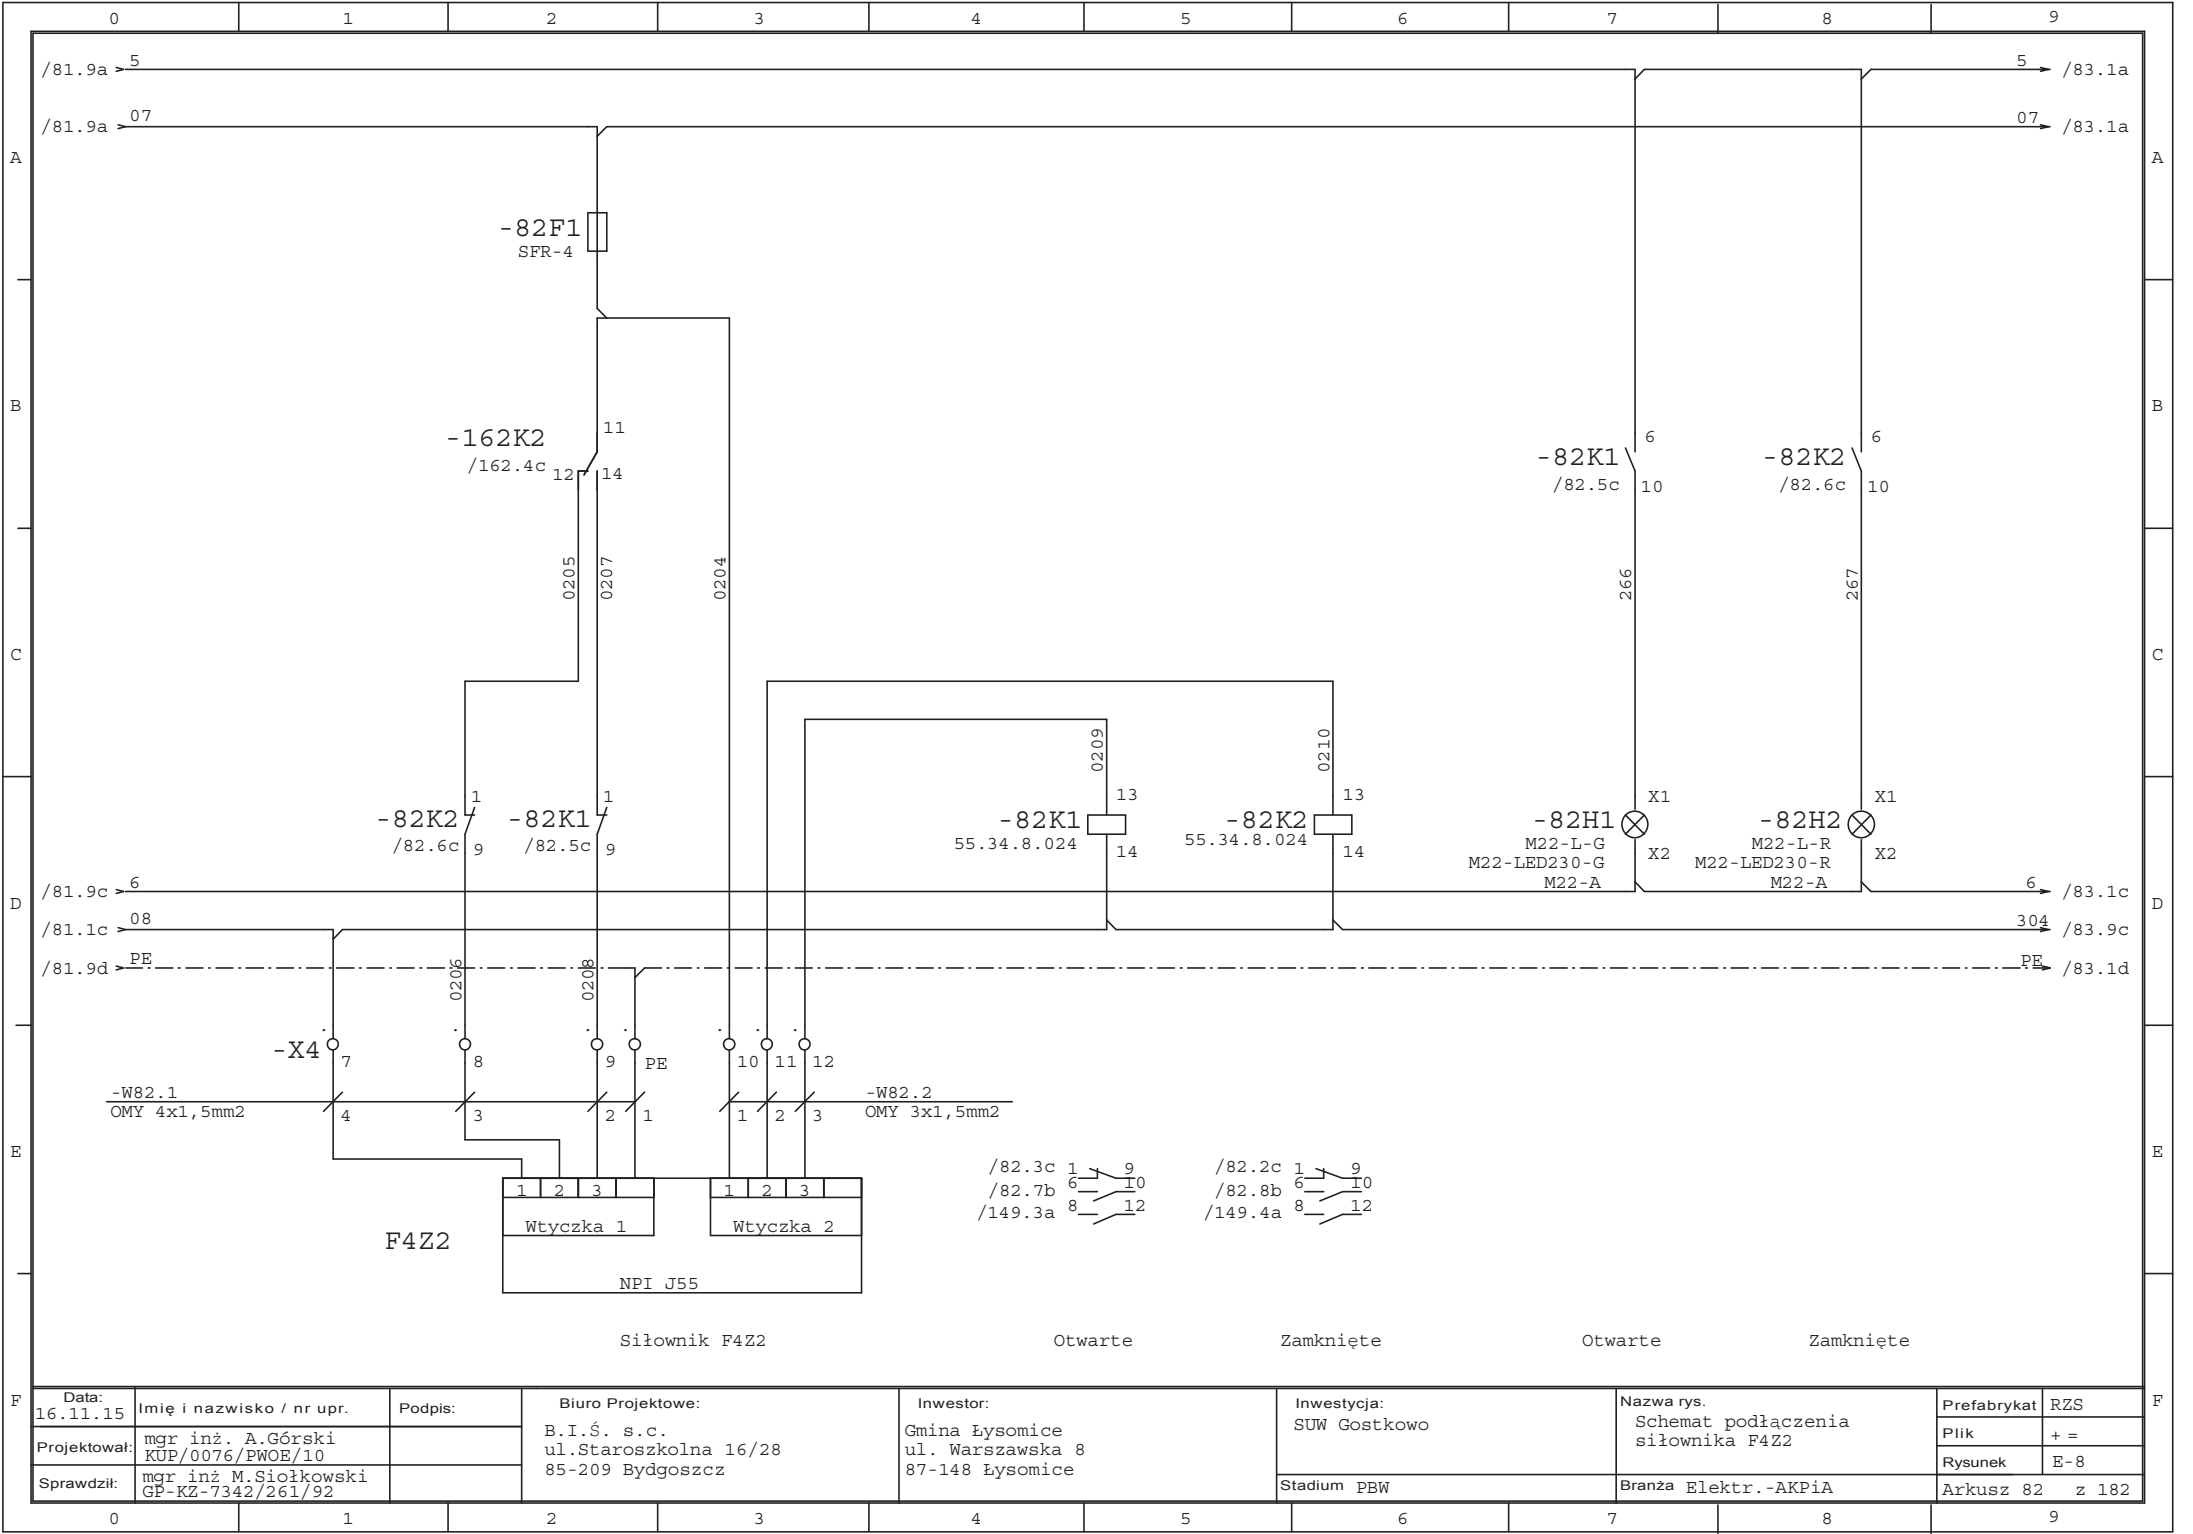 0 1 2 3 4 5 6 7 8 9
/81.9a 5 5 /83.1a
/81.9a 07 07 /83.1a
A A
-82F1
SFR-4
B B
-162K2 11
/162.4c 12 14
-82K1 6
/82.5c 10
-82K2 6
/82.6c 10
0205 0207 0204 266 267
C C
0209 0210
-82K2 1
/82.6c 9
-82K1 1
/82.5c 9
-82K1 13
55.34.8.024
14
-82K2 13
55.34.8.024
14
-82H1 X1
M22-L-G
M22-LED230-G X2
M22-A
-82H2 X1
M22-L-R
M22-LED230-R X2
M22-A
/81.9c 6 6 /83.1c
D D
/81.1c 08 304 /83.9c
/81.9d PE PE /83.1d
0206 0208
-X4 7 8 9 PE 10 11 12
-W82.1
OMY 4x1,5mm2
4 3 2 1 1 2 3
-W82.2
OMY 3x1,5mm2
E E
/82.3c 1 9
/82.7b 6 10
/149.3a 8 12
/82.2c 1 9
/82.8b 6 10
/149.4a 8 12
1 2 3 1 2 3
Wtyczka 1 Wtyczka 2
F4Z2
NPI J55
Siłownik F4Z2 Otwarte Zamknięte Otwarte Zamknięte
F F
Data:
16.11.15
Imię i nazwisko / nr upr.
Podpis:
Projektował:
mgr inż. A.Górski
KUP/0076/PWOE/10
Sprawdził:
mgr inż M.Siołkowski
GP-KZ-7342/261/92
Biuro Projektowe:
B.I.Ś. s.c.
ul.Staroszkolna 16/28
85-209 Bydgoszcz
Inwestor:
Gmina Łysomice
ul. Warszawska 8
87-148 Łysomice
Inwestycja:
SUW Gostkowo
Stadium PBW
Nazwa rys.
Schemat podłączenia
siłownika F4Z2
Branża Elektr.-AKPiA
Prefabrykat RZS
Plik + =
Rysunek E-8
Arkusz 82 z 182
0 1 2 3 4 5 6 7 8 9